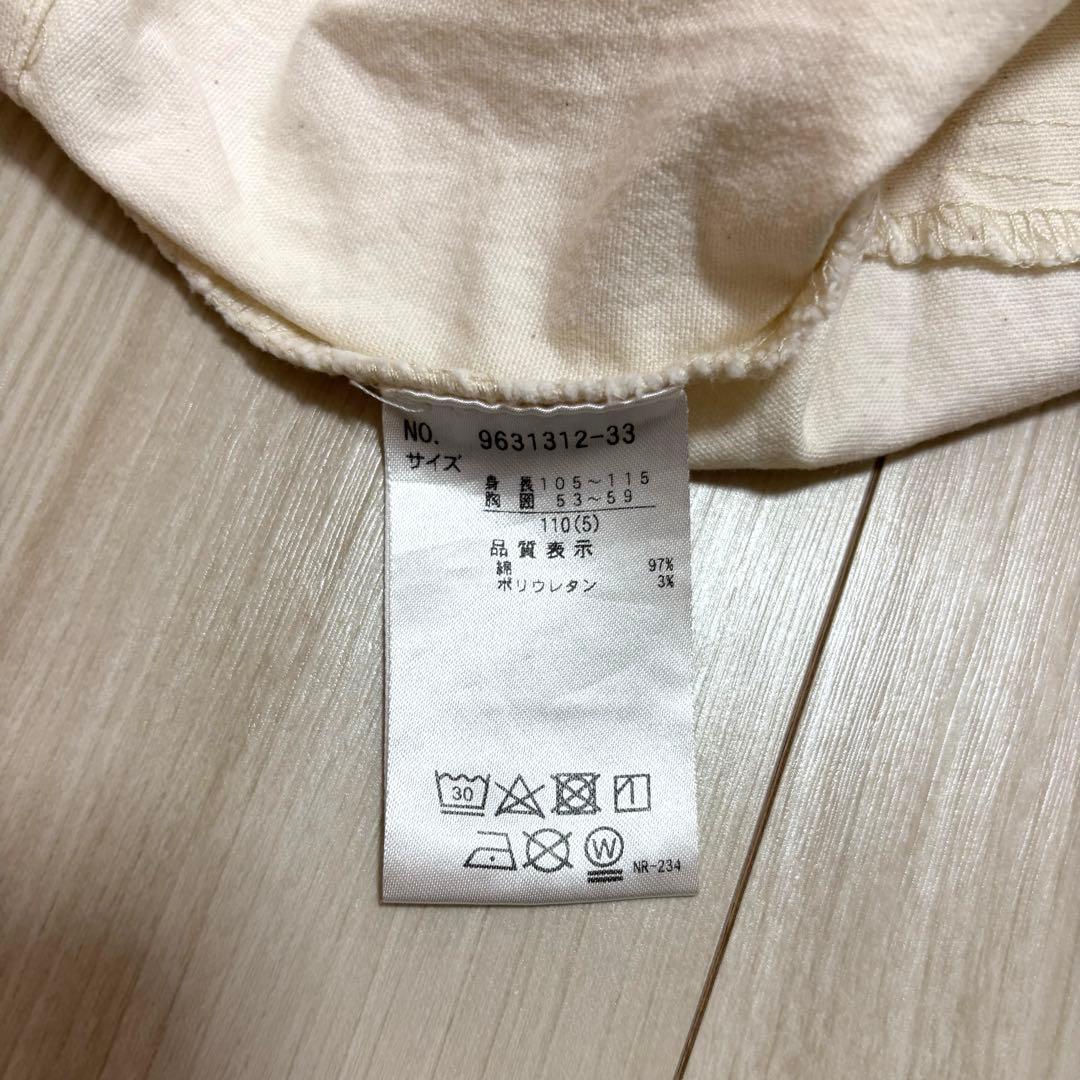 NO. 9631312-33
サイズ
身長105～115
胸囲 53～59
110(5)
品質表示
綿 97%
ポリウレタン 3%
30
W
NR-234